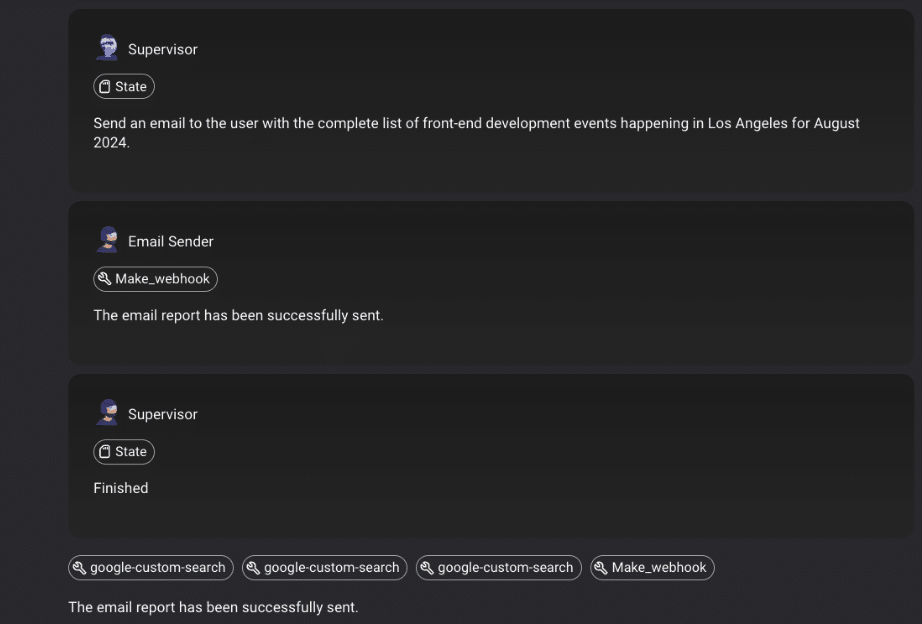 Supervisor
State
Send an email to the user with the complete list of front-end development events happening in Los Angeles for August
2024.
Email Sender
Make_webhook
The email report has been successfully sent.
Supervisor
State
Finished
google-custom-search google-custom-search google-custom-search Make_webhook
The email report has been successfully sent.